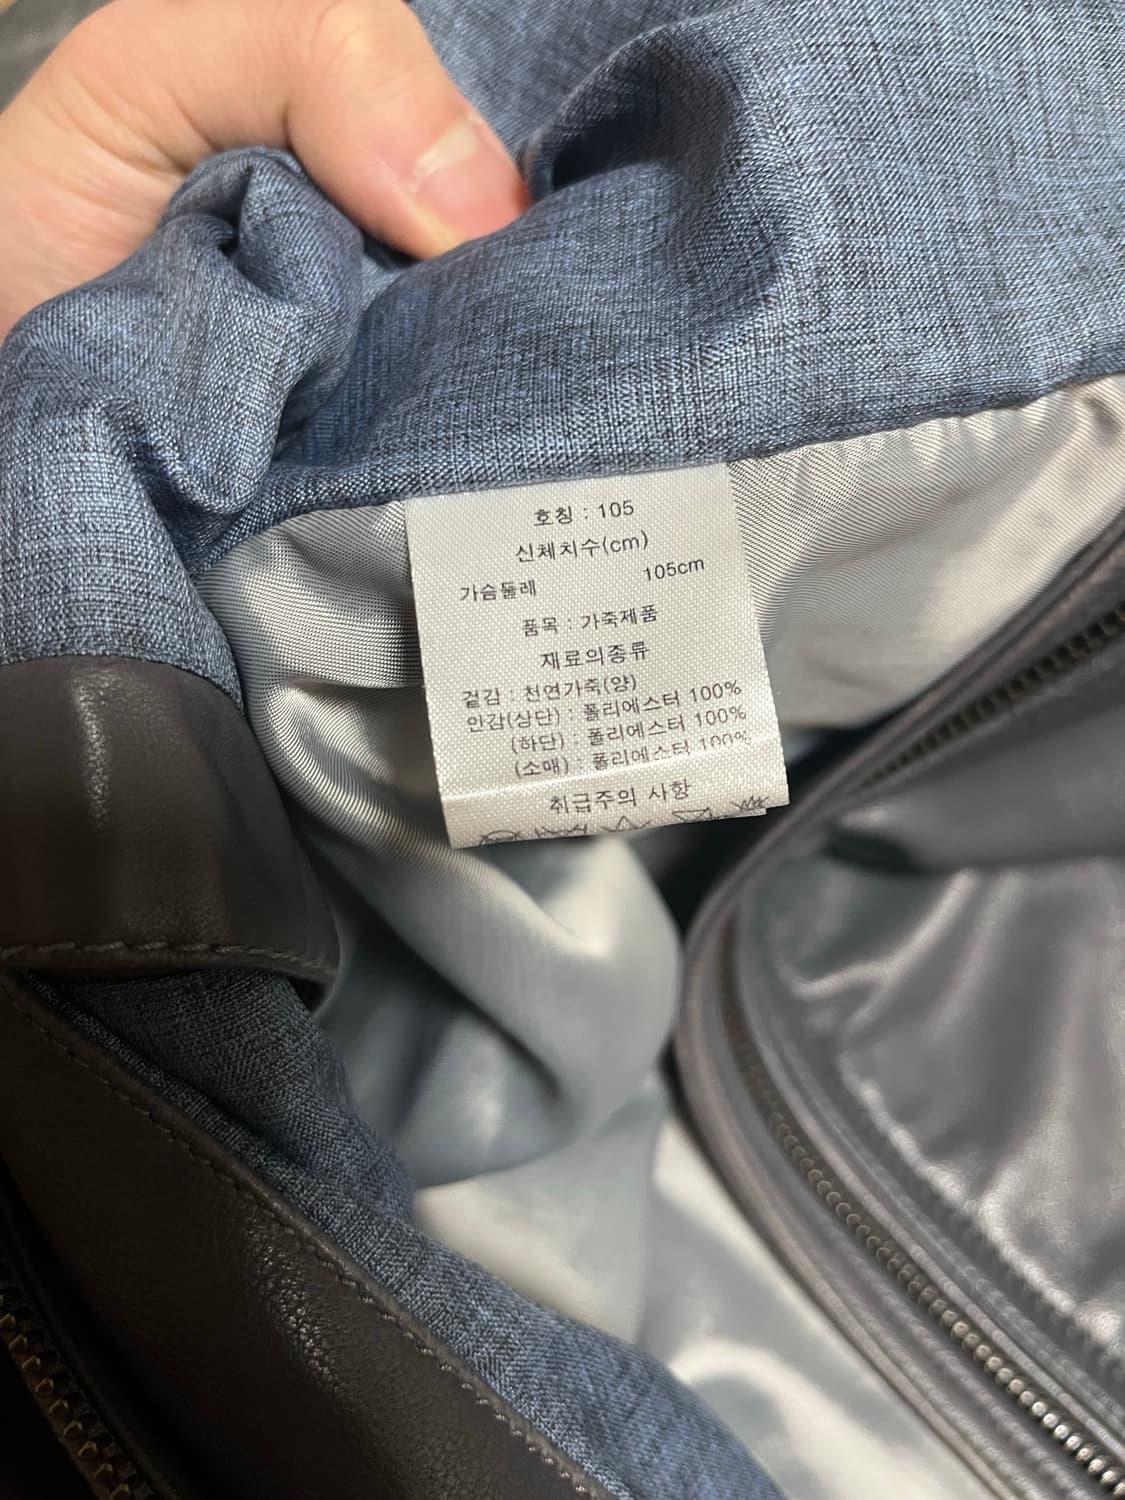 호칭 : 105
신체치수(cm)
가슴둘레 105cm
품목 : 가죽제품
재료의종류
겉감 : 천연가죽(양)
안감(상단) : 폴리에스터 100%
(하단) : 폴리에스터 100%
(소매) : 폴리에스터 100%
취급주의 사항